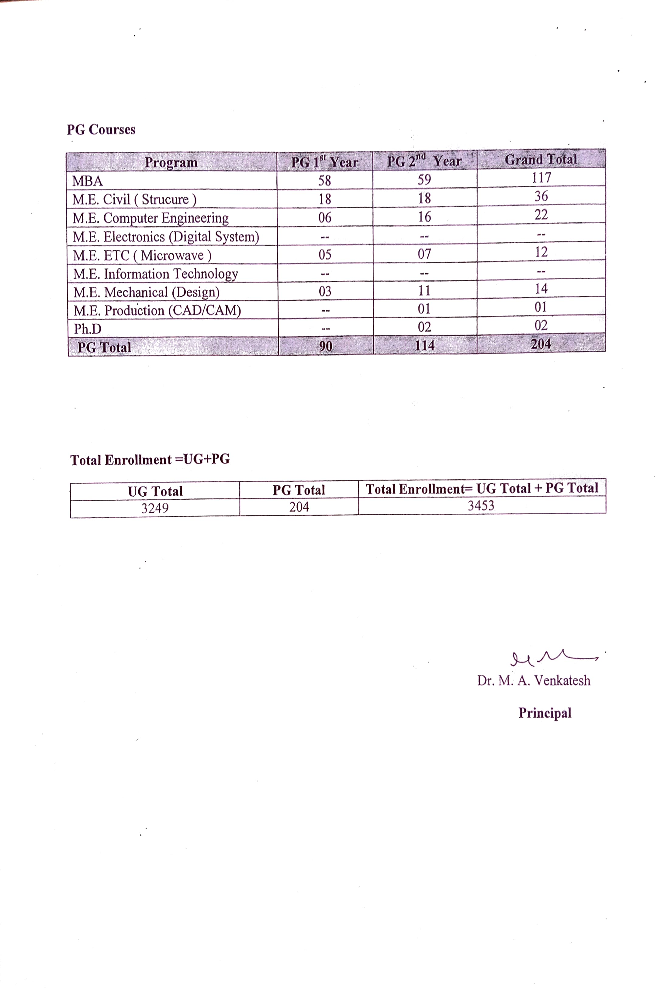 PG Courses
Program PG 1st Year PG 2nd Year Grand Total
MBA 58 59 117
M.E. Civil ( Strucure ) 18 18 36
M.E. Computer Engineering 06 16 22
M.E. Electronics (Digital System) -- -- --
M.E. ETC ( Microwave ) 05 07 12
M.E. Information Technology -- -- --
M.E. Mechanical (Design) 03 11 14
M.E. Production (CAD/CAM) -- 01 01
Ph.D -- 02 02
PG Total 90 114 204
Total Enrollment =UG+PG
UG Total PG Total Total Enrollment= UG Total + PG Total
3249 204 3453
Dr. M. A. Venkatesh
Principal